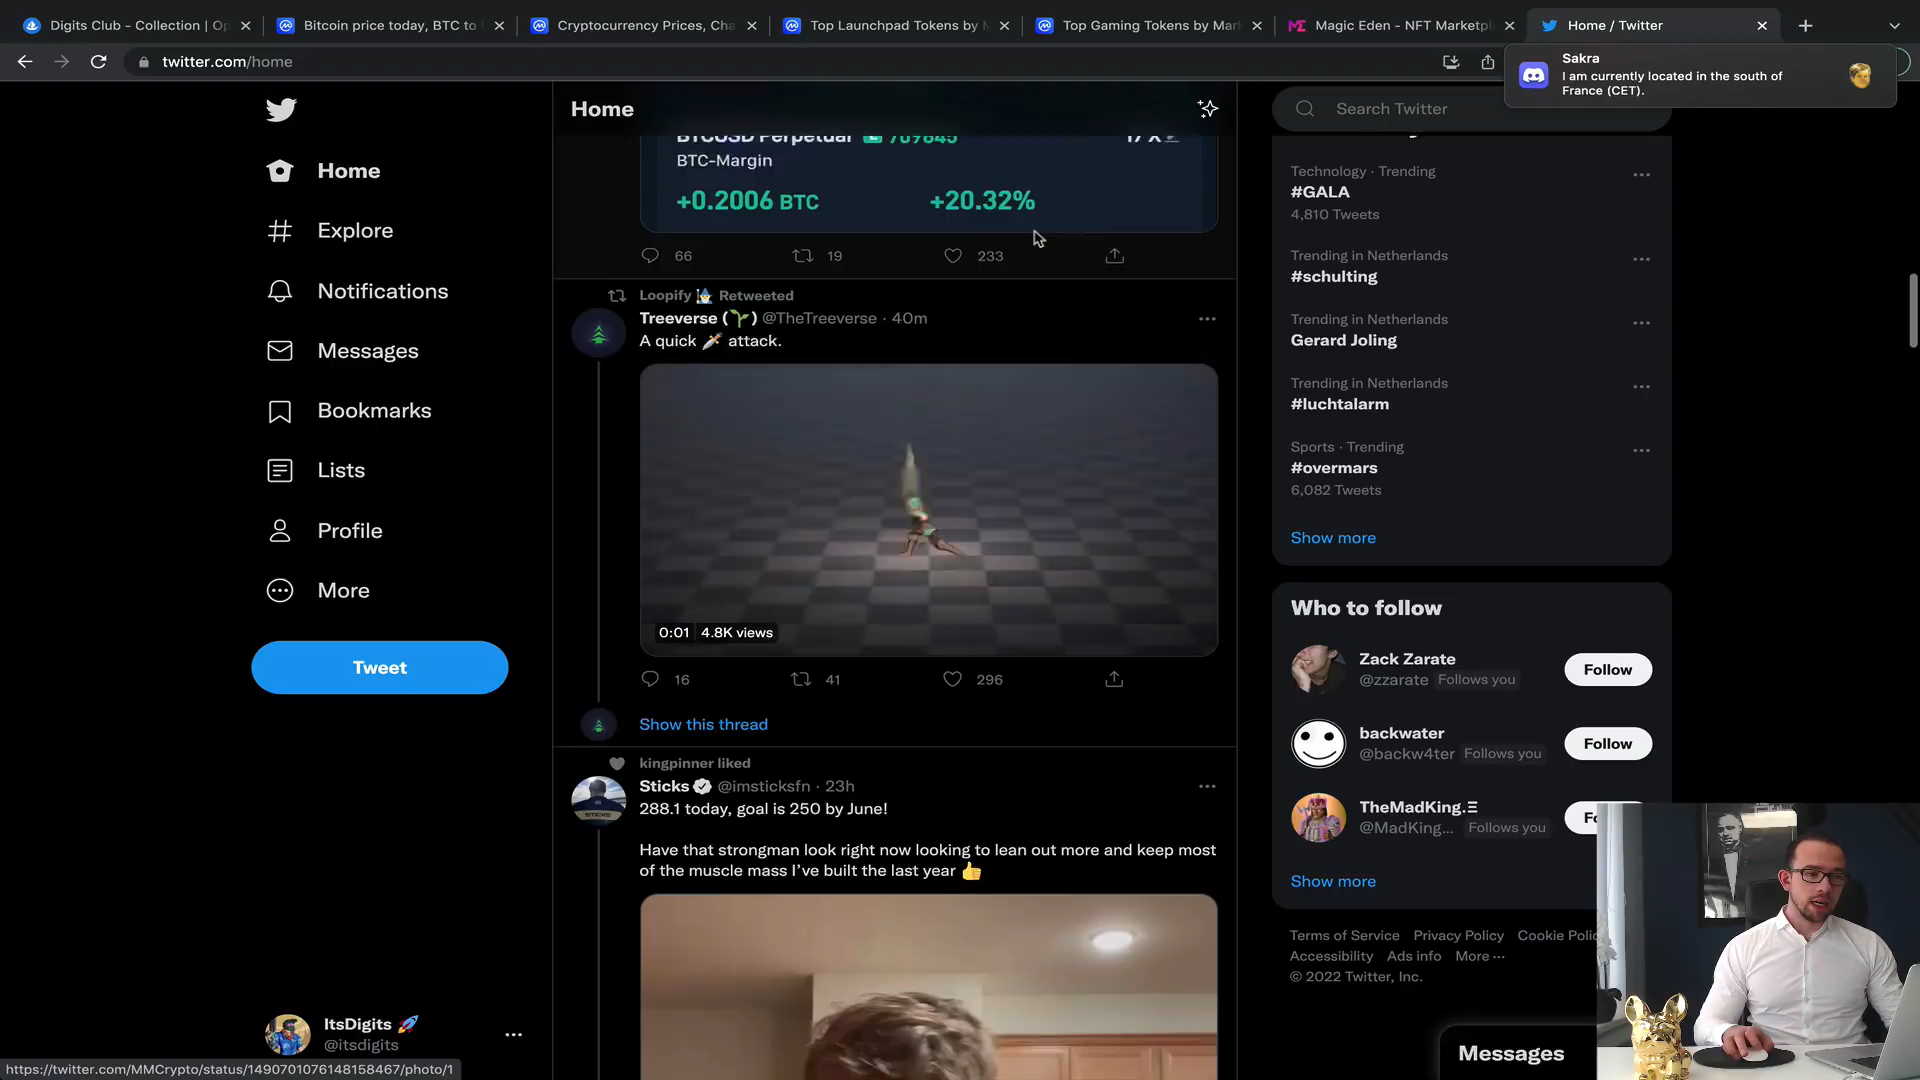 Digits Club - Collection | Op
Bitcoin price today, BTC to
Cryptocurrency Prices, Cha
Top Launchpad Tokens by M
Top Gaming Tokens by Mar
Magic Eden - NFT Marketpl
Home / Twitter
twitter.com/home
Sakra
I am currently located in the south of
France (CET).
Home
Explore
Notifications
Messages
Bookmarks
Lists
Profile
More
Tweet
ItsDigits 🚀
@itsdigits
https://twitter.com/MMCrypto/status/1490701076148158467/photo/1
Home
BTCUSD Perpetual
BTC-Margin
+0.2006 BTC +20.32%
66 19 233
Loopify 🧙‍♂️ Retweeted
Treeverse (🌱) @TheTreeverse · 40m
A quick 🗡️ attack.
0:01 4.8K views
16 41 296
Show this thread
kingpinner liked
Sticks @imsticksfn · 23h
288.1 today, goal is 250 by June!
Have that strongman look right now looking to lean out more and keep most
of the muscle mass I've built the last year 👍
Search Twitter
Technology · Trending
#GALA
4,810 Tweets
Trending in Netherlands
#schulting
Trending in Netherlands
Gerard Joling
Trending in Netherlands
#luchtalarm
Sports · Trending
#overmars
6,082 Tweets
Show more
Who to follow
Zack Zarate
@zzarate Follows you
Follow
backwater
@backw4ter Follows you
Follow
TheMadKing.Ξ
@MadKing... Follows you
Fo
Show more
Terms of Service Privacy Policy Cookie Polic
Accessibility Ads info More ···
© 2022 Twitter, Inc.
Messages